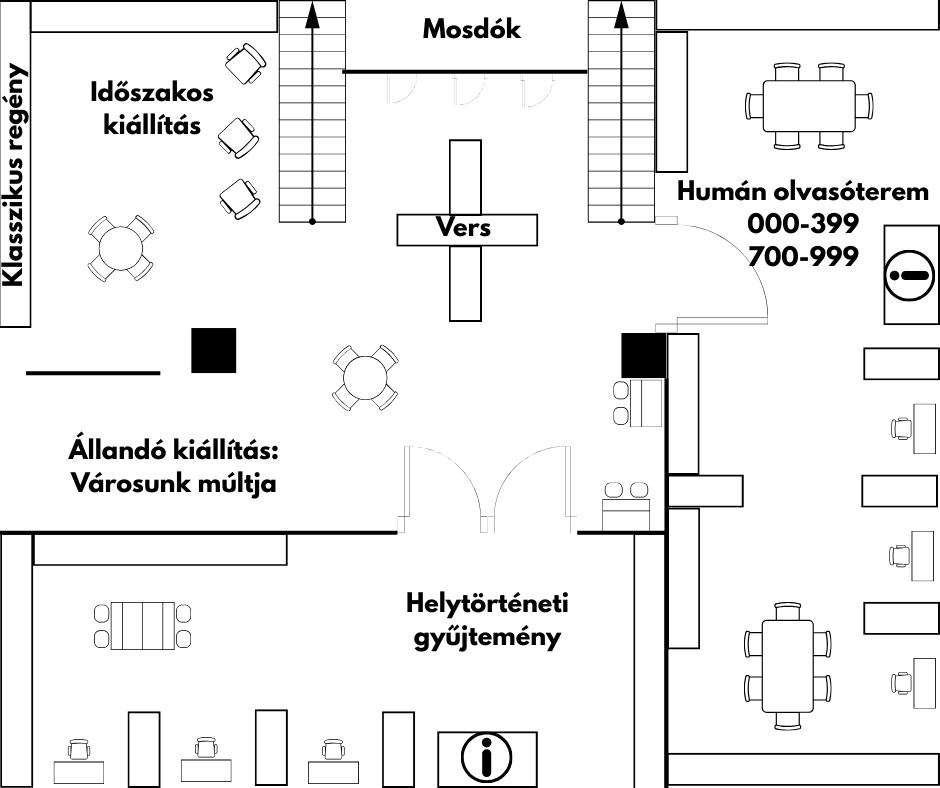 Mosdók
Időszakos
kiállítás
Klasszikus regény
Vers
Humán olvasóterem
000-399
700-999
i
Állandó kiállítás:
Városunk múltja
Helytörténeti
gyűjtemény
i